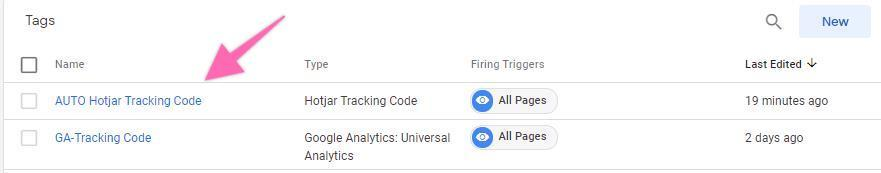 Tags
New
Name Type Firing Triggers Last Edited
AUTO Hotjar Tracking Code Hotjar Tracking Code All Pages 19 minutes ago
GA-Tracking Code Google Analytics: Universal All Pages 2 days ago
Analytics